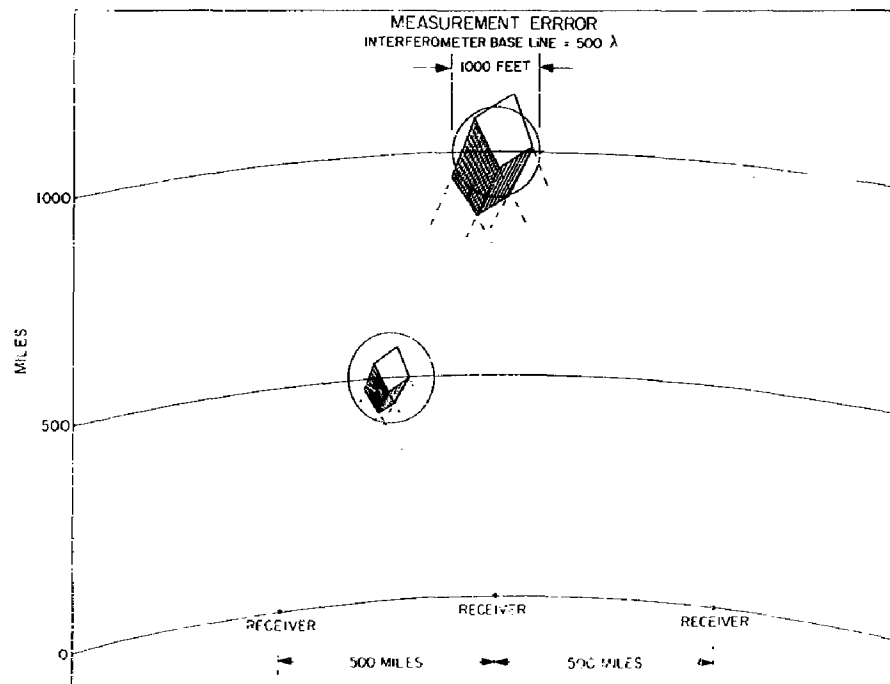 MEASUREMENT ERRROR
INTERFEROMETER BASE LINE = 500 λ
1000 FEET
1000
MILES
500
RECEIVER
RECEIVER
RECEIVER
0
500 MILES
500 MILES